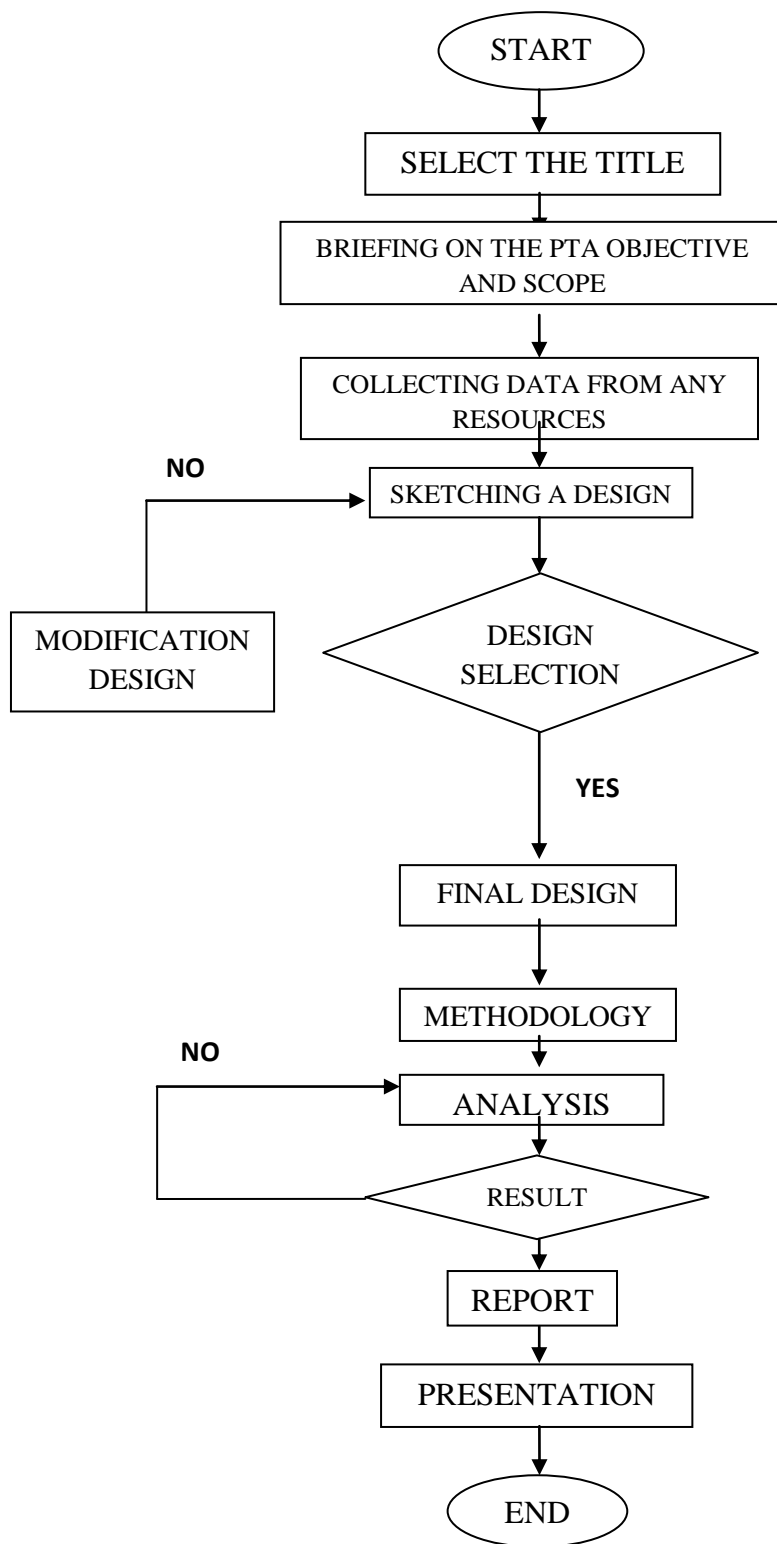 START
SELECT THE TITLE
BRIEFING ON THE PTA OBJECTIVE
AND SCOPE
COLLECTING DATA FROM ANY
RESOURCES
NO
SKETCHING A DESIGN
MODIFICATION
DESIGN
DESIGN
SELECTION
YES
FINAL DESIGN
METHODOLOGY
NO
ANALYSIS
RESULT
REPORT
PRESENTATION
END